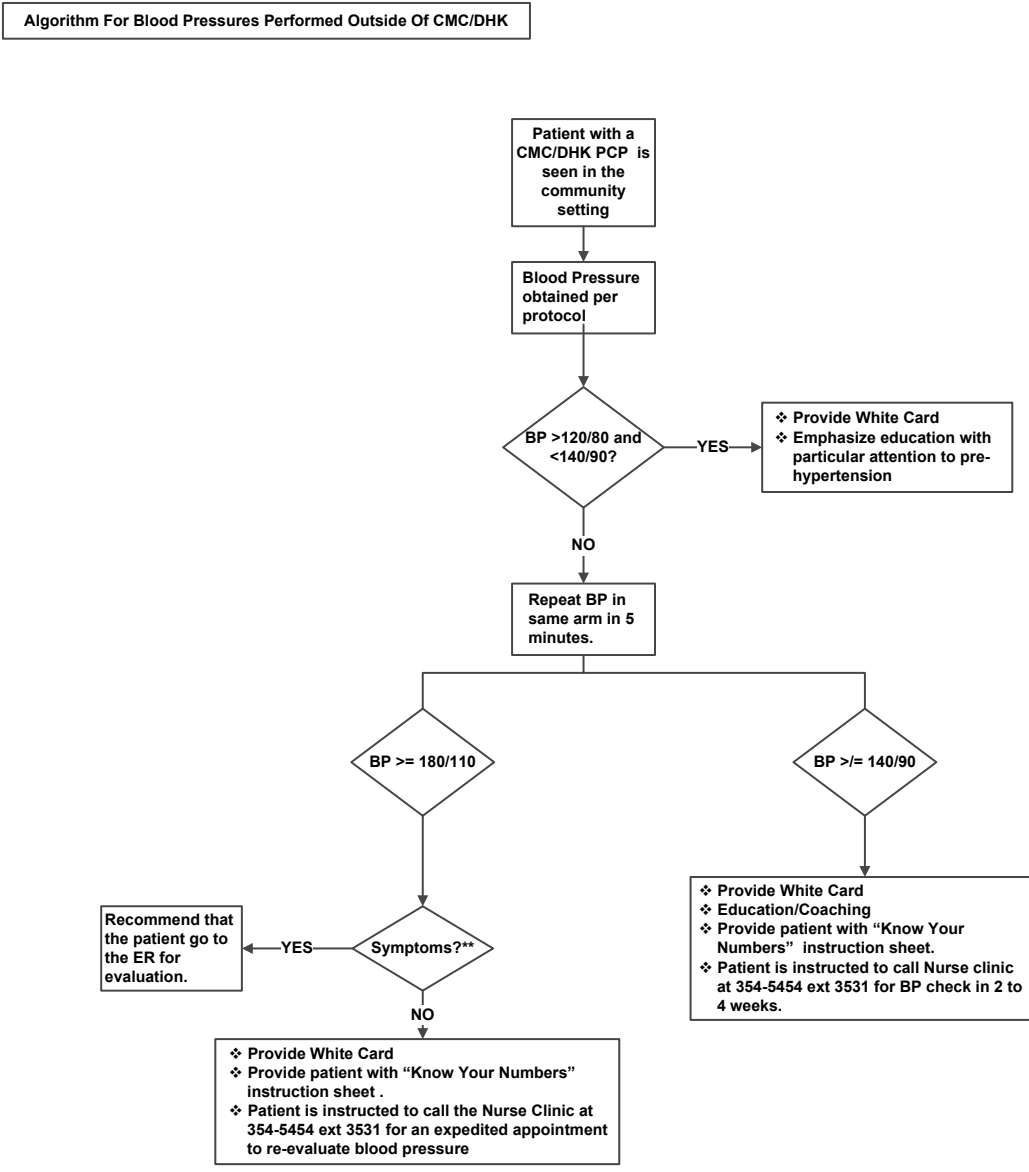 Algorithm For Blood Pressures Performed Outside Of CMC/DHK
Patient with a
CMC/DHK PCP is
seen in the
community
setting
Blood Pressure
obtained per
protocol
BP >120/80 and
<140/90?
YES
❖ Provide White Card
❖ Emphasize education with
particular attention to pre-
hypertension
NO
Repeat BP in
same arm in 5
minutes.
BP >= 180/110
BP >/= 140/90
❖ Provide White Card
❖ Education/Coaching
❖ Provide patient with “Know Your
Numbers” instruction sheet.
❖ Patient is instructed to call Nurse clinic
at 354-5454 ext 3531 for BP check in 2 to
4 weeks.
Symptoms?**
YES
Recommend that
the patient go to
the ER for
evaluation.
NO
❖ Provide White Card
❖ Provide patient with “Know Your Numbers”
instruction sheet .
❖ Patient is instructed to call the Nurse Clinic at
354-5454 ext 3531 for an expedited appointment
to re-evaluate blood pressure